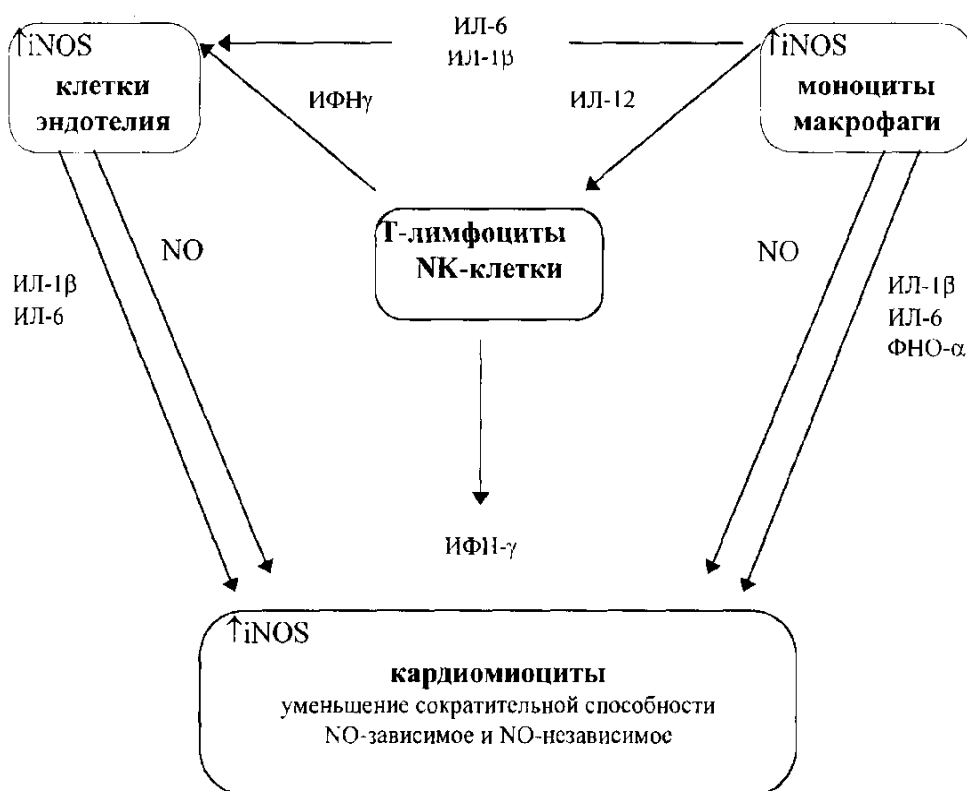 ↑iNOS
клетки
эндотелия
ИЛ-6
ИЛ-1β
↑iNOS
моноциты
макрофаги
ИФНγ
ИЛ-12
Т-лимфоциты
NK-клетки
NO
ИЛ-1β
ИЛ-6
NO
ИЛ-1β
ИЛ-6
ФНО-α
ИФН-γ
↑iNOS
кардиомиоциты
уменьшение сократительной способности
NO-зависимое и NO-независимое